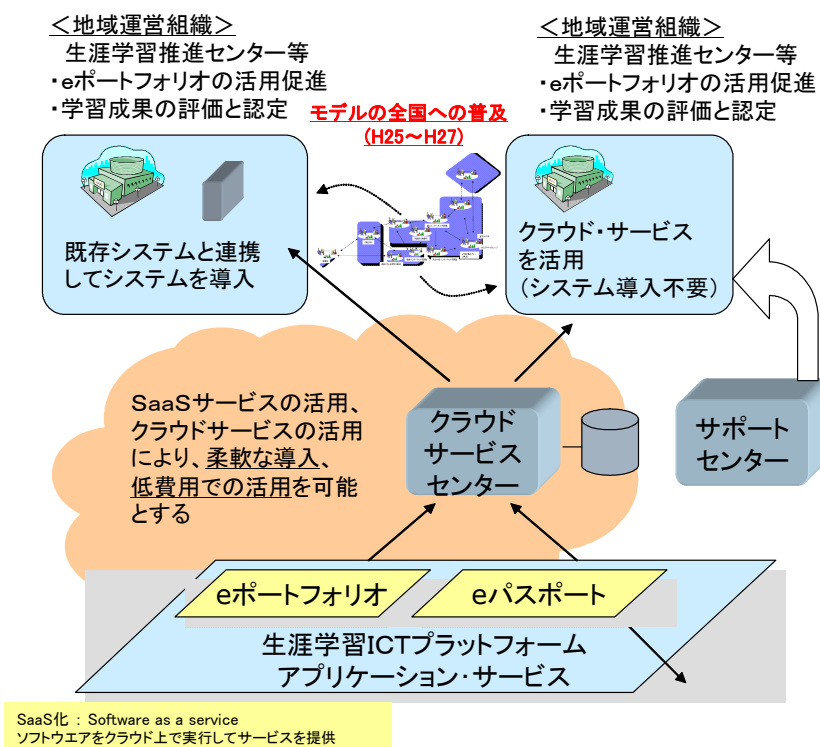 ＜地域運営組織＞
生涯学習推進センター等
・eポートフォリオの活用促進
・学習成果の評価と認定
＜地域運営組織＞
生涯学習推進センター等
・eポートフォリオの活用促進
・学習成果の評価と認定
モデルの全国への普及
(H25～H27)
既存システムと連携
してシステムを導入
クラウド・サービス
を活用
（システム導入不要）
SaaSサービスの活用、
クラウドサービスの活用
により、柔軟な導入、
低費用での活用を可能
とする
クラウド
サービス
センター
サポート
センター
eポートフォリオ
eパスポート
生涯学習ICTプラットフォーム
アプリケーション・サービス
SaaS化 ： Software as a service
ソフトウエアをクラウド上で実行してサービスを提供